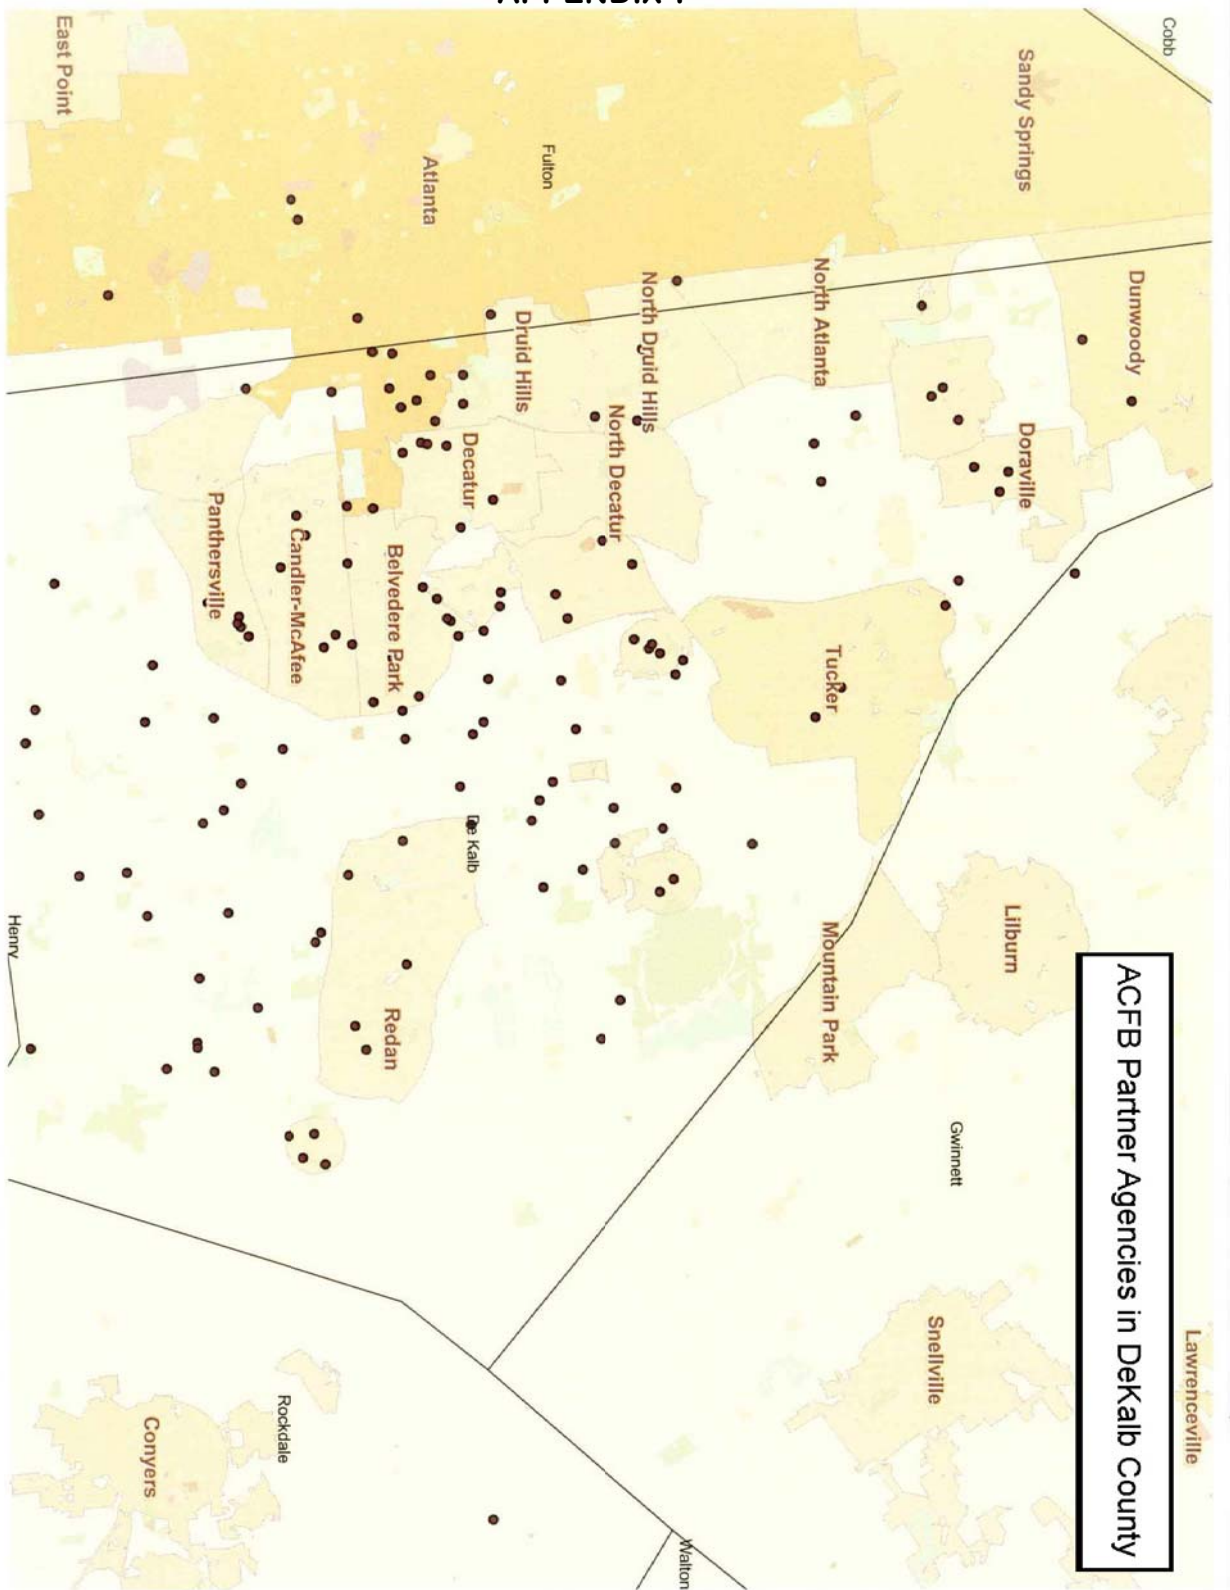 ACFB Partner Agencies in DeKalb County
Cobb
Sandy Springs
Dunwoody
Lawrenceville
Lilburn
Doraville
North Atlanta
Tucker
Mountain Park
Gwinnett
Snellville
Fulton
North Druid Hills
North Decatur
Druid Hills
Atlanta
Decatur
De Kalb
Belvedere Park
Redan
Walton
East Point
Candler-McAfee
Panthersville
Rockdale
Conyers
Henry